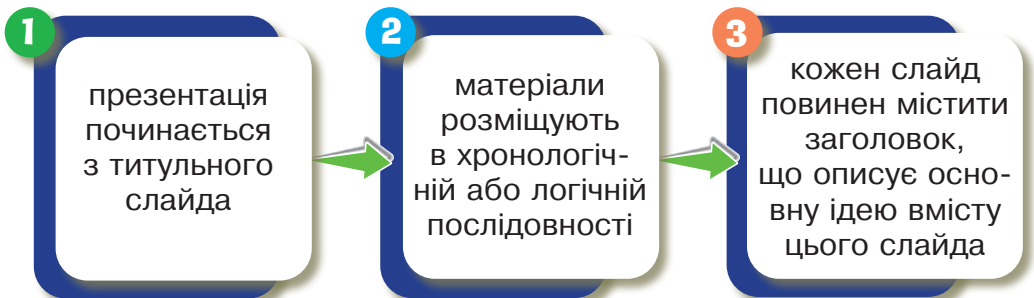 1
презентація
починається
з титульного
слайда
2
матеріали
розміщують
в хронологіч-
ній або логічній
послідовності
3
кожен слайд
повинен містити
заголовок,
що описує осно-
вну ідею вмісту
цього слайда